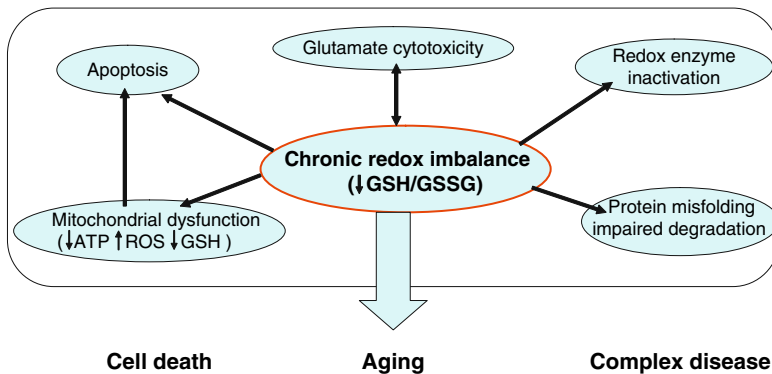 Glutamate cytotoxicity
Apoptosis
Redox enzyme
inactivation
Chronic redox imbalance
(↓GSH/GSSG)
Mitochondrial dysfunction
(↓ATP ↑ROS ↓GSH )
Protein misfolding
impaired degradation
Cell death
Aging
Complex disease